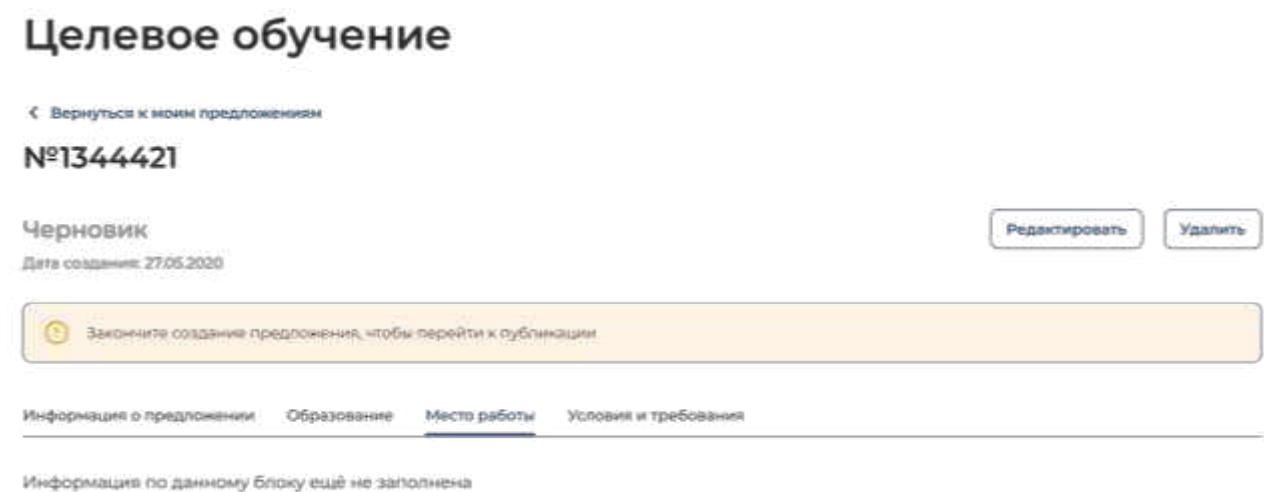 Целевое обучение
Вернуться к моим предложениям
№1344421
Черновик
Редактировать Удалить
Дата создания: 27.05.2020
Закончите создание предложения, чтобы перейти к публикации
Информация о предложении Образование Место работы Условия и требования
Информация по данному блоку ещё не заполнена